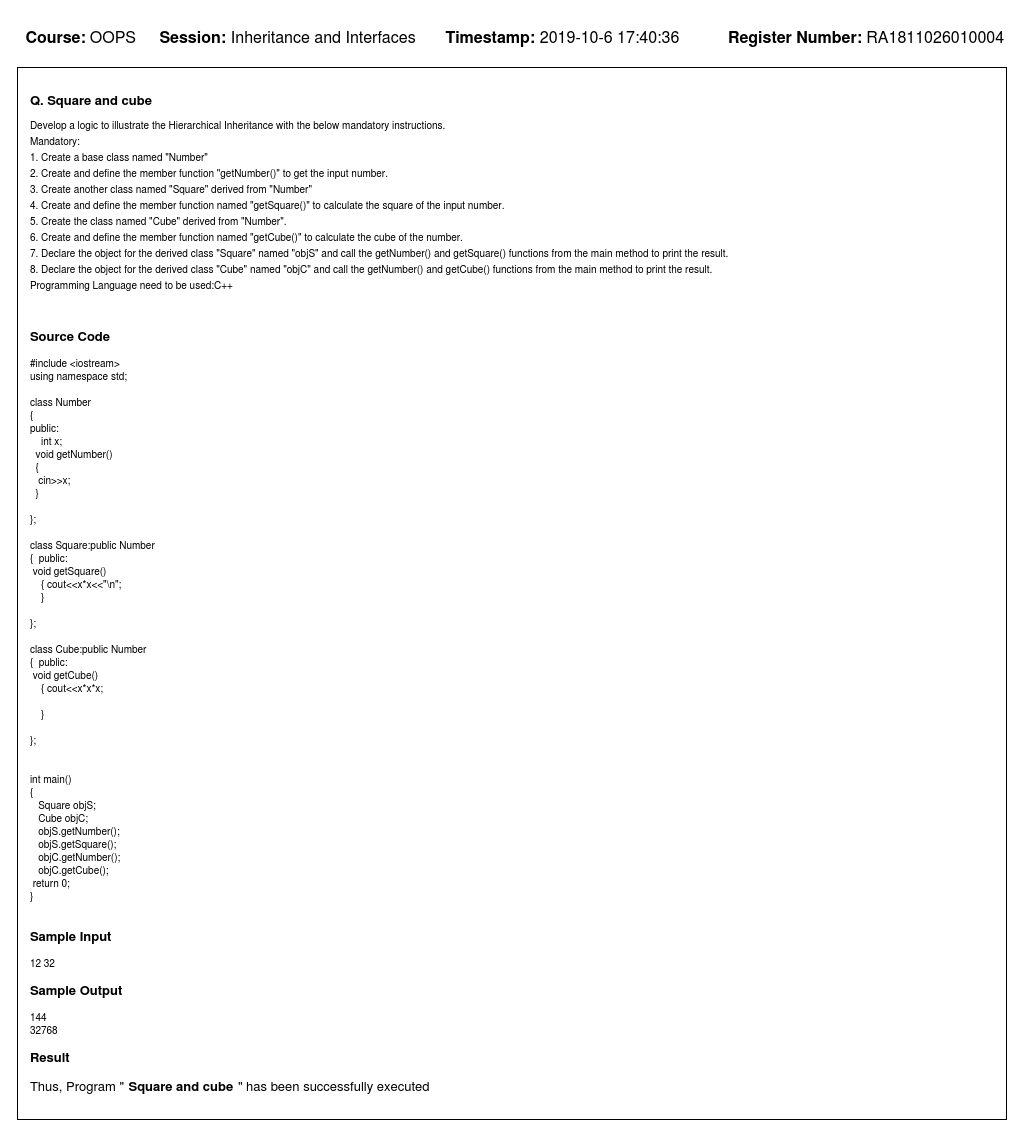 Course: OOPS Session: Inheritance and Interfaces Timestamp: 2019-10-6 17:40:36 Register Number: RA1811026010004
Q. Square and cube
Develop a logic to illustrate the Hierarchical Inheritance with the below mandatory instructions.
Mandatory:
1. Create a base class named "Number"
2. Create and define the member function "getNumber()" to get the input number.
3. Create another class named "Square" derived from "Number"
4. Create and define the member function named "getSquare()" to calculate the square of the input number.
5. Create the class named "Cube" derived from "Number".
6. Create and define the member function named "getCube()" to calculate the cube of the number.
7. Declare the object for the derived class "Square" named "objS" and call the getNumber() and getSquare() functions from the main method to print the result.
8. Declare the object for the derived class "Cube" named "objC" and call the getNumber() and getCube() functions from the main method to print the result.
Programming Language need to be used:C++
Source Code
#include <iostream>
using namespace std;
class Number
{
public:
int x;
void getNumber()
{
cin>>x;
}
};
class Square:public Number
{ public:
void getSquare()
{ cout<<x*x<<"\n";
}
};
class Cube:public Number
{ public:
void getCube()
{ cout<<x*x*x;
}
};
int main()
{
Square objS;
Cube objC;
objS.getNumber();
objS.getSquare();
objC.getNumber();
objC.getCube();
return 0;
}
Sample Input
12 32
Sample Output
144
32768
Result
Thus, Program " Square and cube " has been successfully executed